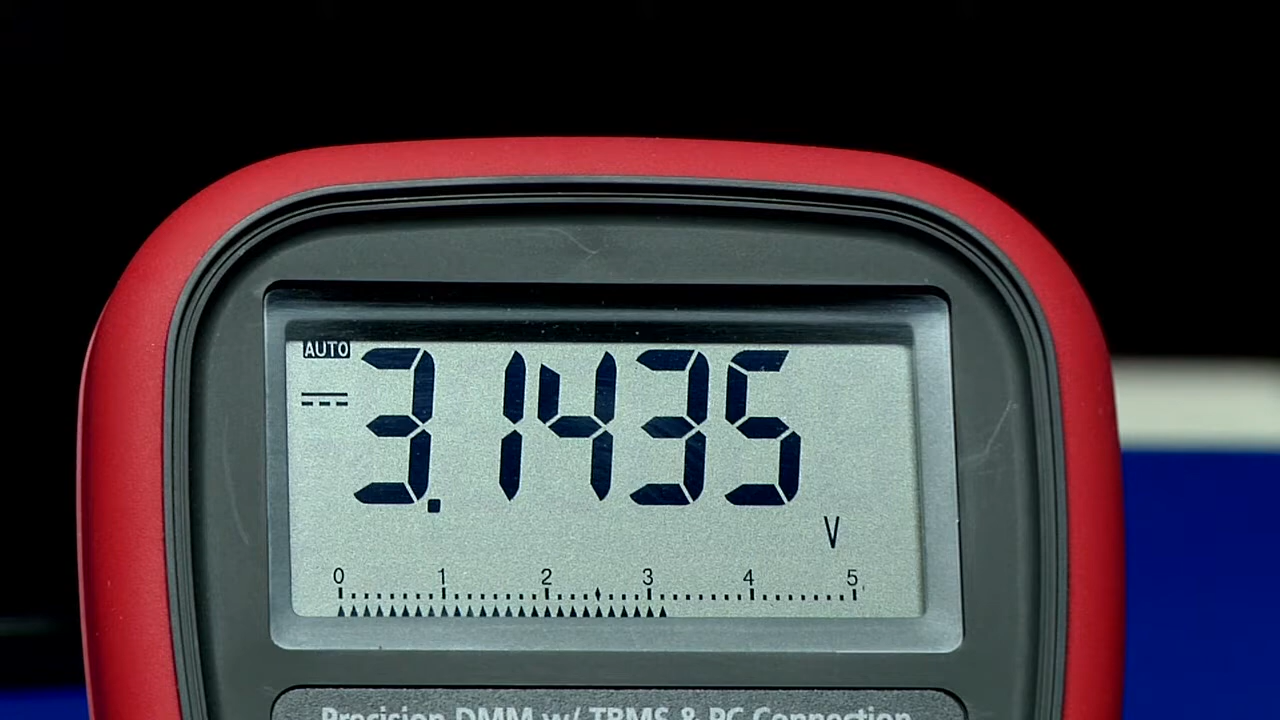 AUTO
3.1435
V
0 1 2 3 4 5
Precision DMM w/ TRMS & PC Connection